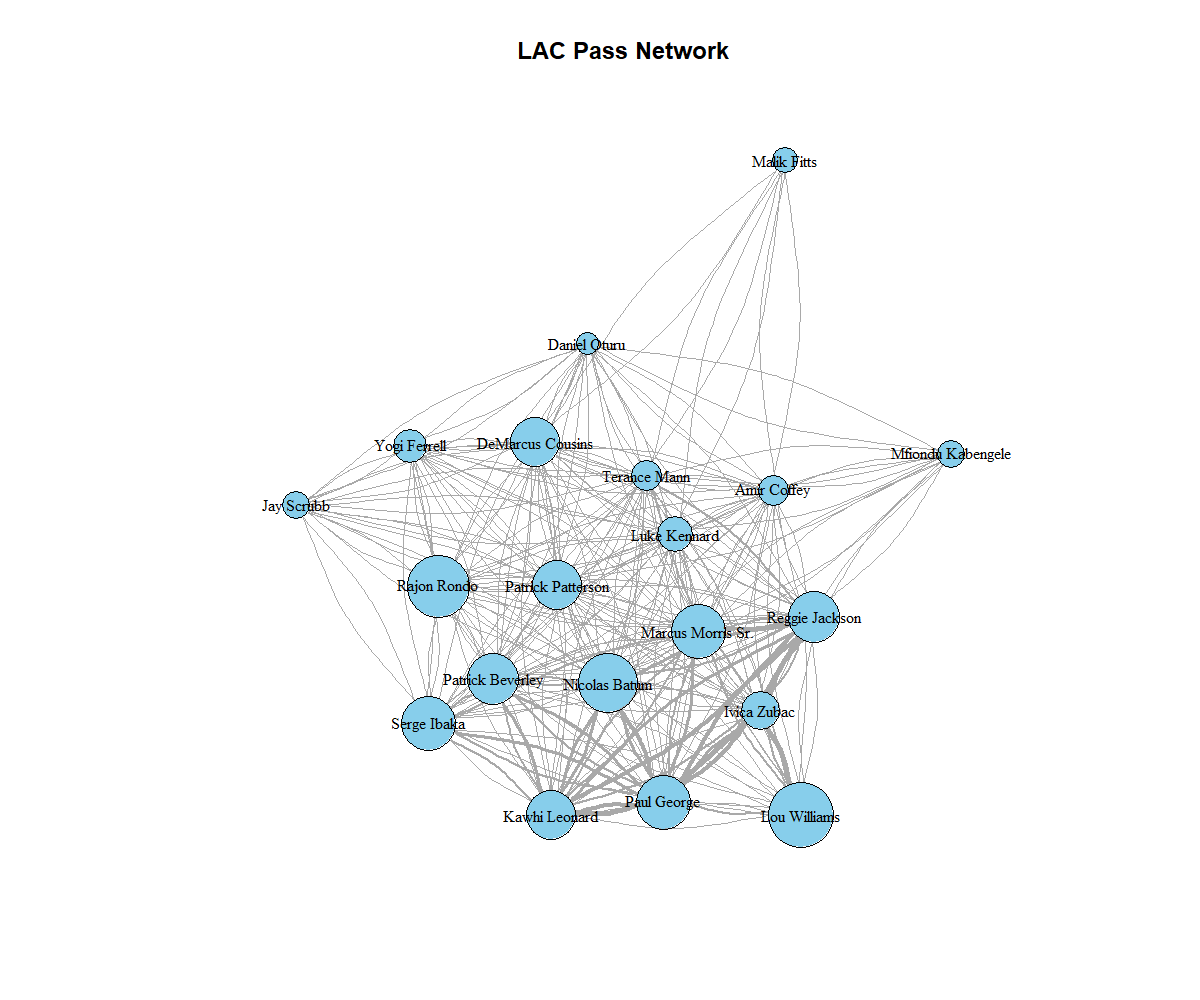 LAC Pass Network
Malik Fitts
Daniel Oturu
Yogi Ferrell
DeMarcus Cousins
Mfiondu Kabengele
Terance Mann
Amir Coffey
Jay Scrubb
Luke Kennard
Rajon Rondo
Patrick Patterson
Reggie Jackson
Marcus Morris Sr.
Patrick Beverley
Nicolas Batum
Ivica Zubac
Serge Ibaka
Paul George
Kawhi Leonard
Lou Williams